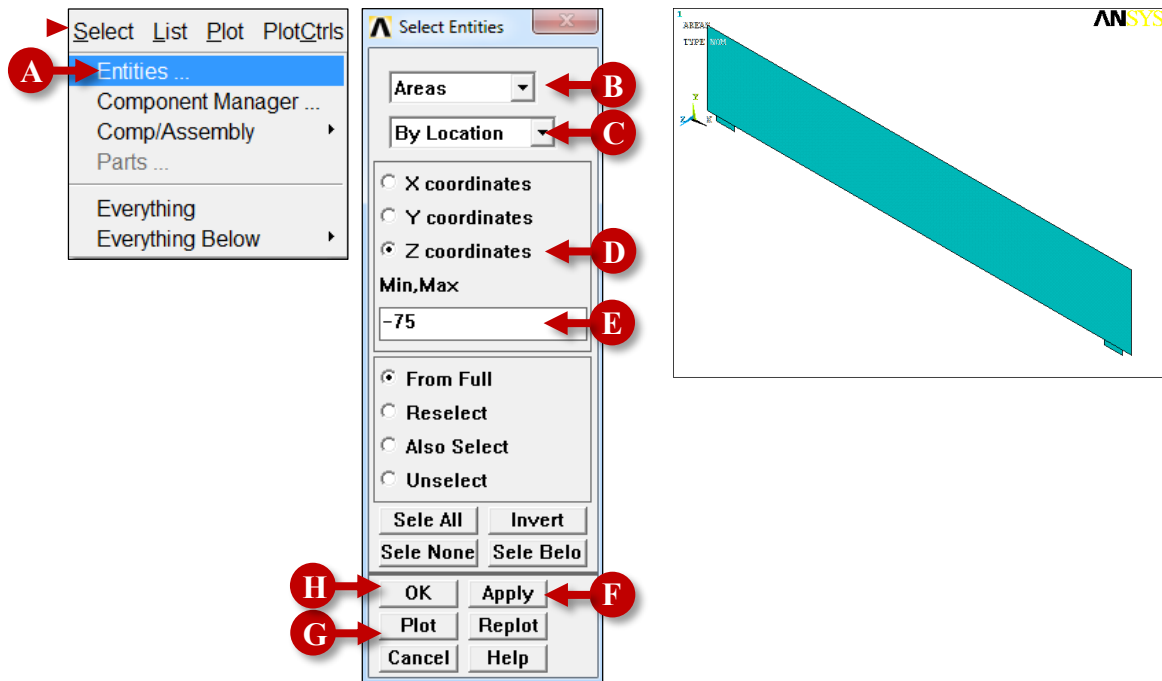 Select List Plot PlotCtrls
A
Entities ...
Component Manager ...
Comp/Assembly
Parts ...
Everything
Everything Below
Select Entities
Areas
B
By Location
C
X coordinates
Y coordinates
Z coordinates
D
Min,Max
-75
E
From Full
Reselect
Also Select
Unselect
Sele All Invert
Sele None Sele Belo
H
OK Apply
F
G
Plot Replot
Cancel Help
1
ANSYS
AREAS
TYPE NUM
Y
Z X